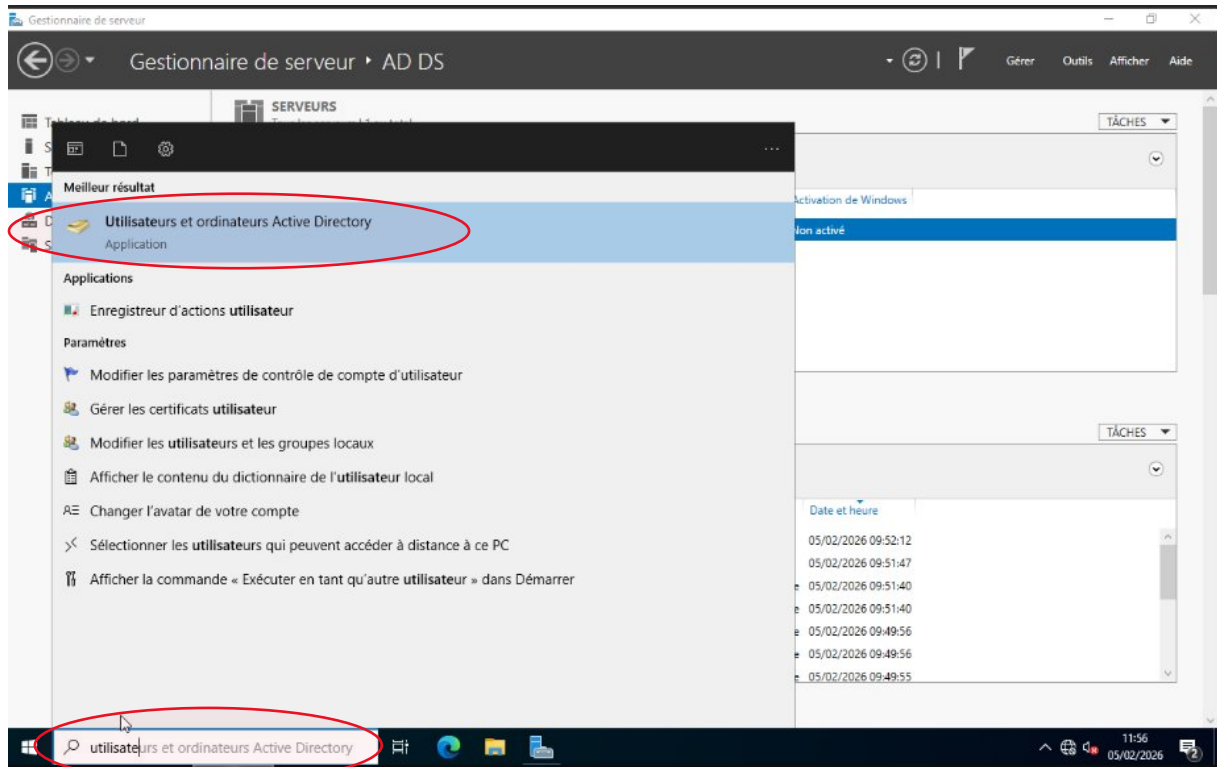 Gestionnaire de serveur
Gestionnaire de serveur ‣ AD DS
Gérer Outils Afficher Aide
SERVEURS
TÂCHES
Meilleur résultat
Utilisateurs et ordinateurs Active Directory
Application
Activation de Windows
Non activé
Applications
Enregistreur d'actions utilisateur
Paramètres
Modifier les paramètres de contrôle de compte d'utilisateur
Gérer les certificats utilisateur
Modifier les utilisateurs et les groupes locaux
TÂCHES
Afficher le contenu du dictionnaire de l'utilisateur local
Changer l'avatar de votre compte
Date et heure
Sélectionner les utilisateurs qui peuvent accéder à distance à ce PC
05/02/2026 09:52:12
05/02/2026 09:51:47
Afficher la commande « Exécuter en tant qu'autre utilisateur » dans Démarrer
05/02/2026 09:51:40
05/02/2026 09:51:40
05/02/2026 09:49:56
05/02/2026 09:49:56
05/02/2026 09:49:55
utilisateurs et ordinateurs Active Directory
11:56
05/02/2026
2